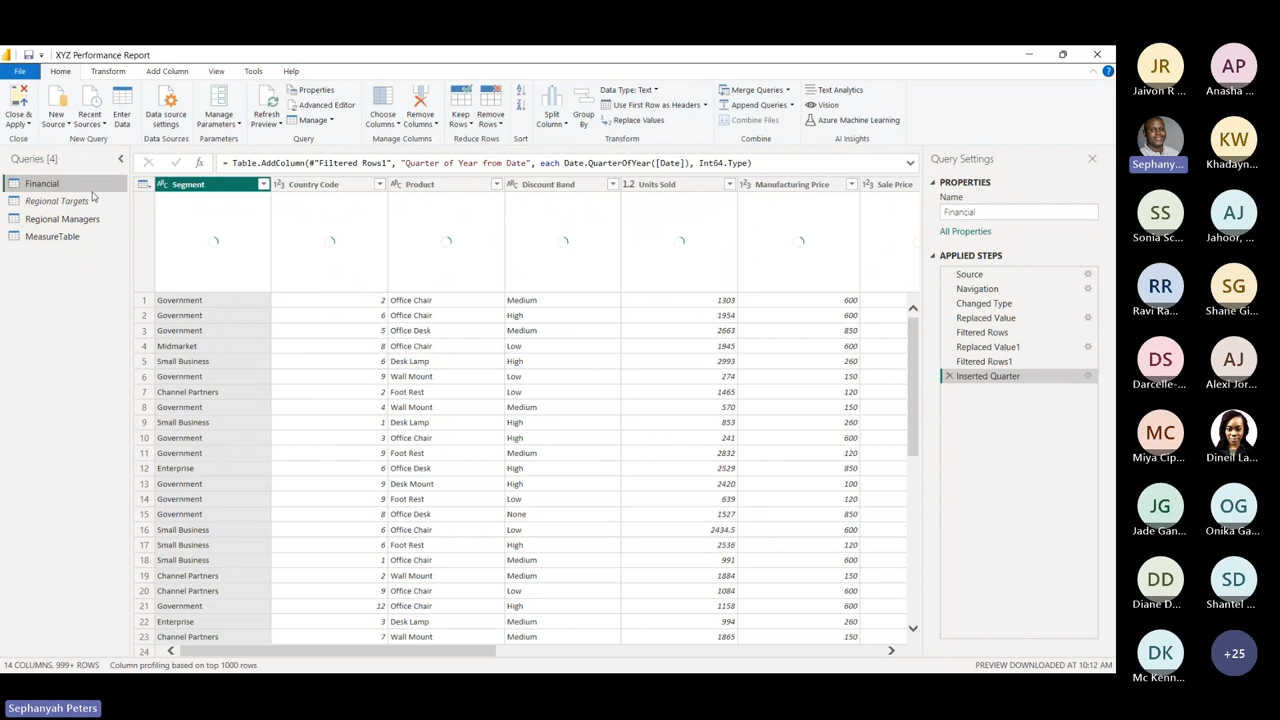 XYZ Performance Report
File Home Transform Add Column View Tools Help
Close & Apply
New Source
Recent Sources
Enter Data
Data source settings
Manage Parameters
Refresh Preview
Properties
Advanced Editor
Manage
Choose Columns
Remove Columns
Keep Rows
Remove Rows
Split Column
Group By
Data Type: Text
Use First Row as Headers
Replace Values
Merge Queries
Append Queries
Combine Files
Text Analytics
Vision
Azure Machine Learning
Close New Query Data Sources Parameters Query Manage Columns Reduce Rows Sort Transform Combine AI Insights
Queries [4]
Financial
Regional Targets
Regional Managers
MeasureTable
= Table.AddColumn(#"Filtered Rows1", "Quarter of Year from Date", each Date.QuarterOfYear([Date]), Int64.Type)
Segment Country Code Product Discount Band 1.2 Units Sold Manufacturing Price Sale Price
1 Government 2 Office Chair Medium 1303 600
2 Government 6 Office Chair High 1954 600
3 Government 5 Office Desk Medium 2663 850
4 Midmarket 8 Office Chair Low 1945 600
5 Small Business 6 Desk Lamp High 2993 260
6 Government 9 Wall Mount Low 274 150
7 Channel Partners 2 Foot Rest Low 1465 120
8 Government 4 Wall Mount Medium 570 150
9 Small Business 1 Desk Lamp High 853 260
10 Government 3 Office Chair High 241 600
11 Government 9 Foot Rest Medium 2832 120
12 Enterprise 6 Office Desk High 2529 850
13 Government 9 Desk Mount High 2420 100
14 Government 9 Foot Rest Low 639 120
15 Government 8 Office Desk None 1527 850
16 Small Business 6 Office Chair Low 2434.5 600
17 Small Business 6 Foot Rest High 2536 120
18 Small Business 1 Office Chair Medium 991 600
19 Channel Partners 2 Wall Mount Medium 1884 150
20 Channel Partners 9 Office Chair Low 1084 600
21 Government 12 Office Chair High 1158 600
22 Enterprise 3 Desk Lamp Medium 994 260
23 Channel Partners 7 Wall Mount Medium 1865 150
24
Query Settings
PROPERTIES
Name
Financial
All Properties
APPLIED STEPS
Source
Navigation
Changed Type
Replaced Value
Filtered Rows
Replaced Value1
Filtered Rows1
Inserted Quarter
14 COLUMNS, 999+ ROWS Column profiling based on top 1000 rows
PREVIEW DOWNLOADED AT 10:12 AM
Sephanyah Peters
JR AP
Jaivon R ... Anasha ...
KW
Sephany... Khadayn...
SS AJ
Sonia Sc... Jahoor, ...
RR SG
Ravi Ra... Shane Gi...
DS AJ
Darcelle-... Alexi Jor...
MC
Miya Cip... Dinell La...
JG OG
Jade Gan... Onika Ga...
DD SD
Diane D... Shantel ...
DK +25
Mc Kenn...